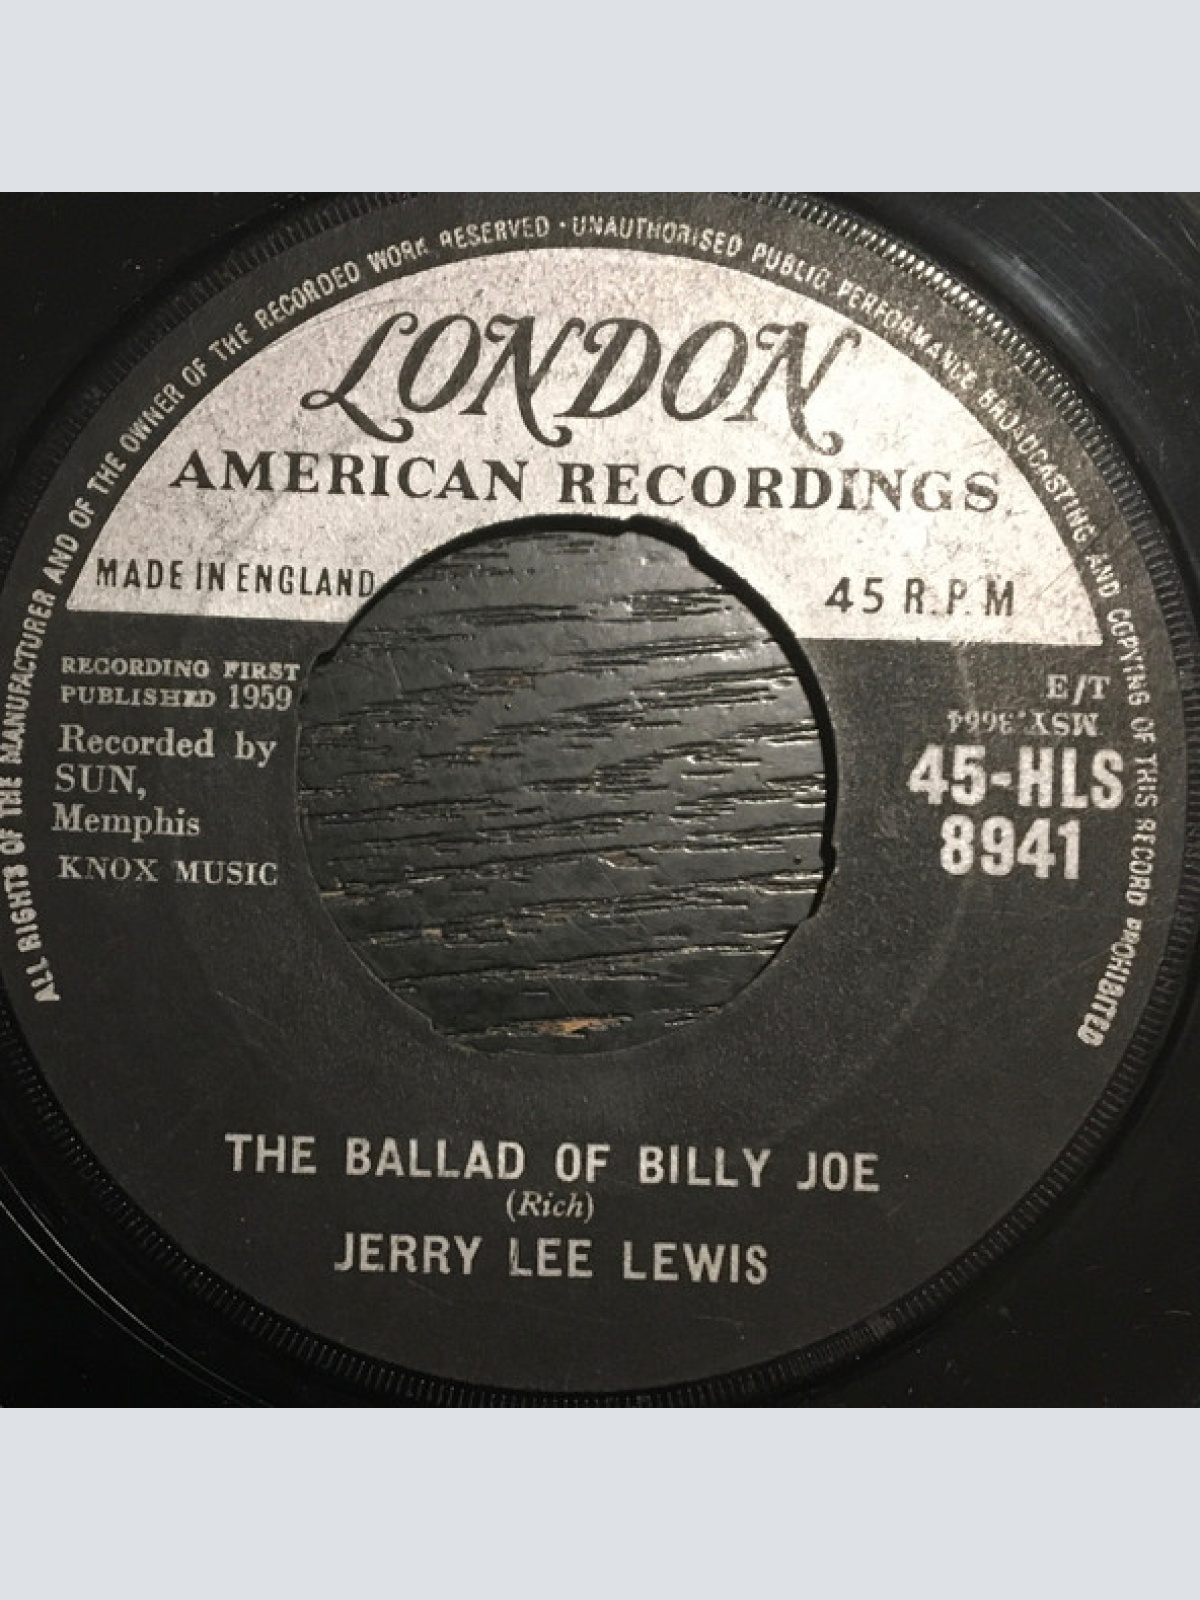 ALL RIGHTS OF THE MANUFACTURER AND OF THE OWNER OF THE RECORDED WORK RESERVED · UNAUTHORISED PUBLIC PERFORMANCE BROADCASTING AND COPYING OF THIS RECORD PROHIBITED
LONDON
AMERICAN RECORDINGS
MADE IN ENGLAND
45 R.P.M
RECORDING FIRST
PUBLISHED 1959
Recorded by
SUN,
Memphis
KNOX MUSIC
E/T
MSY.3664
45-HLS
8941
THE BALLAD OF BILLY JOE
(Rich)
JERRY LEE LEWIS